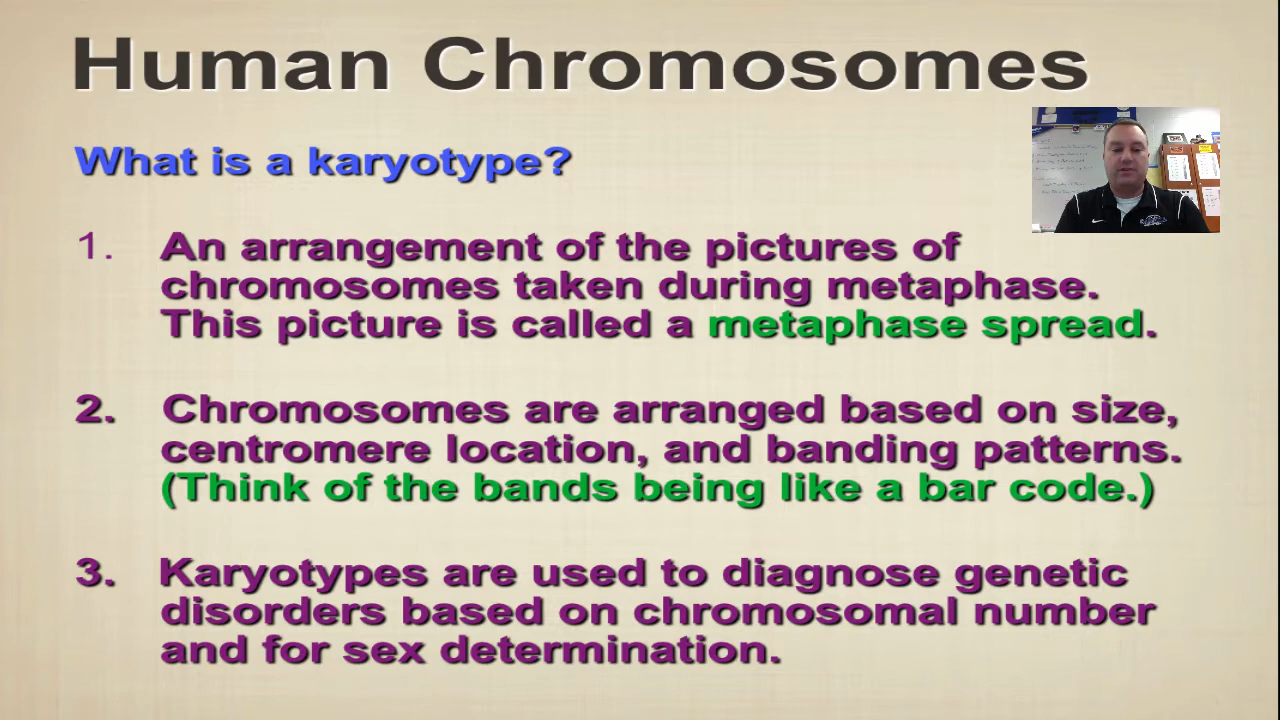 Human Chromosomes
What is a karyotype?
1. An arrangement of the pictures of
chromosomes taken during metaphase.
This picture is called a metaphase spread.
2. Chromosomes are arranged based on size,
centromere location, and banding patterns.
(Think of the bands being like a bar code.)
3. Karyotypes are used to diagnose genetic
disorders based on chromosomal number
and for sex determination.